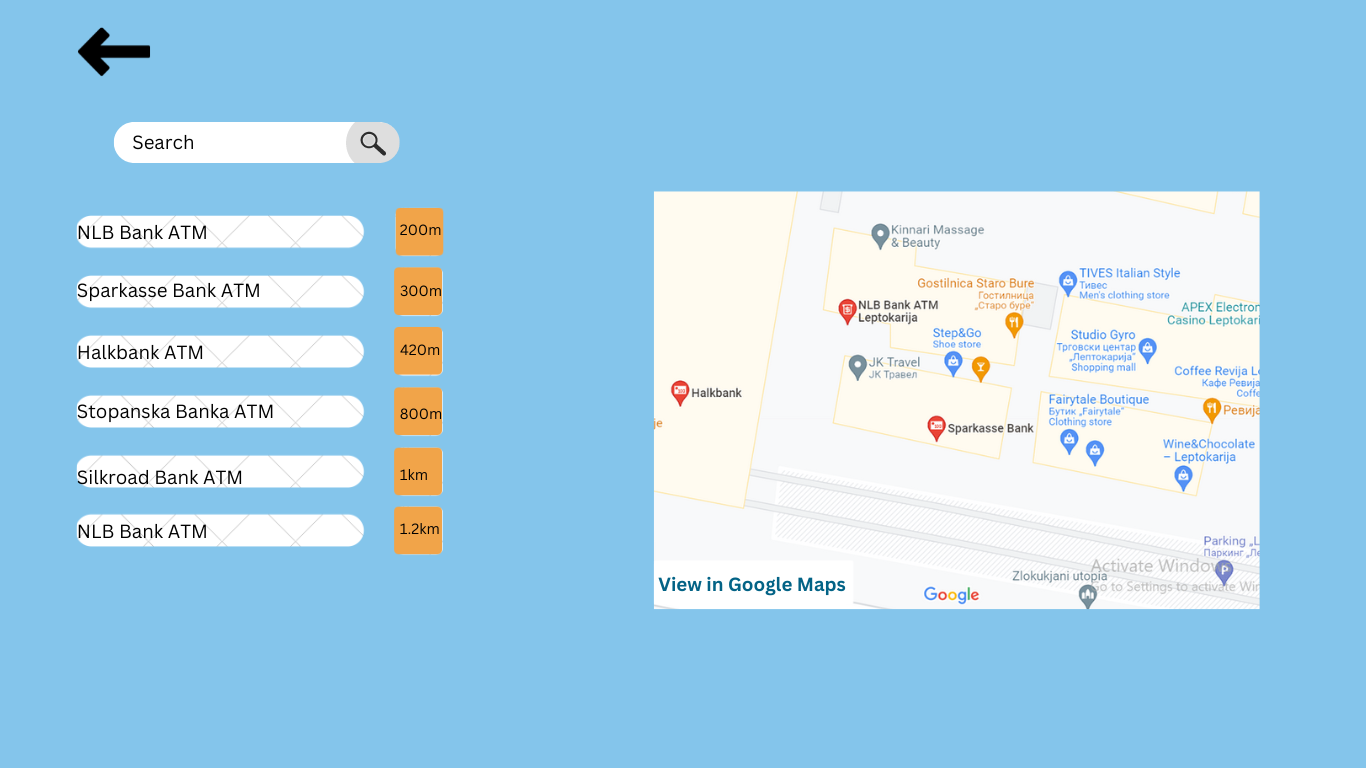 Search
NLB Bank ATM
200m
Sparkasse Bank ATM
300m
Halkbank ATM
420m
Stopanska Banka ATM
800m
Silkroad Bank ATM
1km
NLB Bank ATM
1.2km
Kinnari Massage
& Beauty
Gostilnica Staro Bure
Гостилница
„Старо буре"
TIVES Italian Style
Тивес
Men's clothing store
NLB Bank ATM
Leptokarija
APEX Electron
Casino Leptokari
Step&Go
Shoe store
Studio Gyro
Трговски центар
„Лептокарија"
Shopping mall
JK Travel
ЈК Травел
Coffee Revija L
Кафе Ревија
Coffe
Halkbank
Fairytale Boutique
Бутик „Fairytale"
Clothing store
Ревија
je
Sparkasse Bank
Wine&Chocolate
– Leptokarija
Parking „L
Паркинг „Ле
Activate Window
Go to Settings to activate Wi
Zlokukjani utopia
P
View in Google Maps
Google